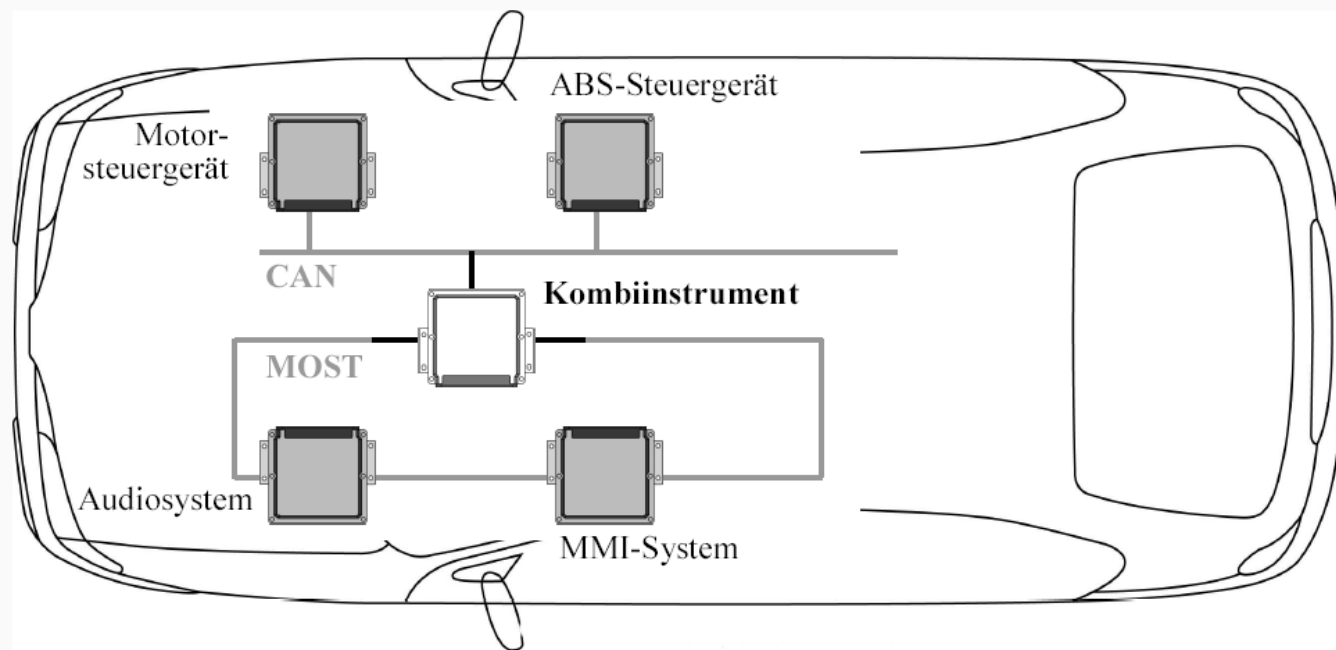 ABS-Steuergerät
Motor-
steuergerät
CAN
Kombiinstrument
MOST
Audiosystem
MMI-System